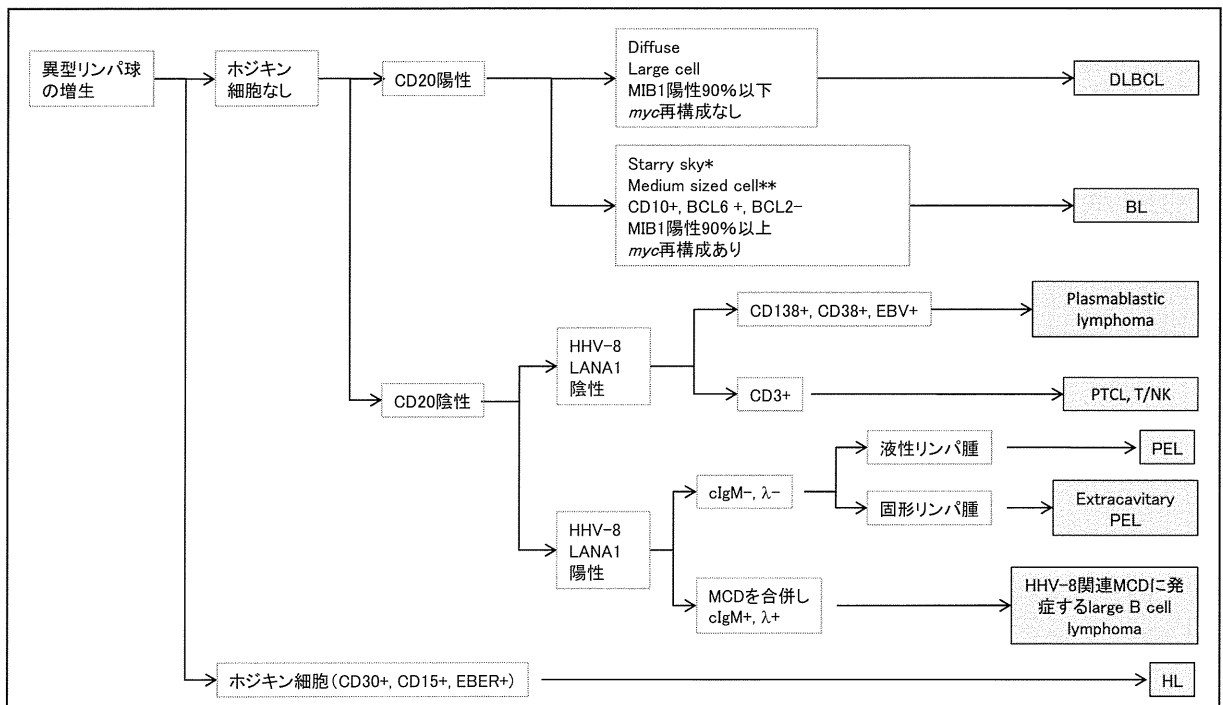 異型リンパ球
の増生
ホジキン
細胞なし
CD20陽性
Diffuse
Large cell
MIB1陽性90%以下
myc再構成なし
DLBCL
Starry sky*
Medium sized cell**
CD10+, BCL6 +, BCL2-
MIB1陽性90%以上
myc再構成あり
BL
CD20陰性
HHV-8
LANA1
陰性
CD138+, CD38+, EBV+
Plasmablastic
lymphoma
CD3+
PTCL, T/NK
HHV-8
LANA1
陽性
cIgM-, λ-
液性リンパ腫
PEL
固形リンパ腫
Extracavitary
PEL
MCDを合併し
cIgM+, λ+
HHV-8関連MCDに発
症するlarge B cell
lymphoma
ホジキン細胞(CD30+, CD15+, EBER+)
HL